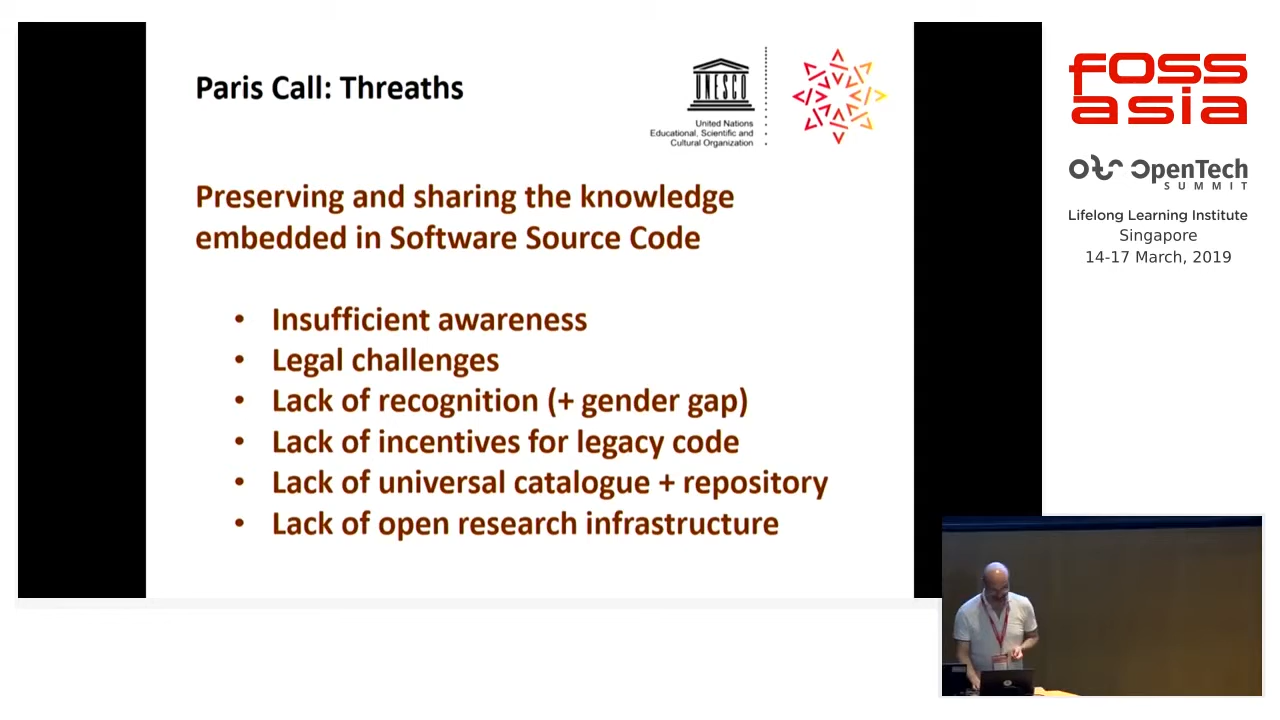 Paris Call: Threaths
UNESCO
United Nations
Educational, Scientific and
Cultural Organization
Preserving and sharing the knowledge
embedded in Software Source Code
• Insufficient awareness
• Legal challenges
• Lack of recognition (+ gender gap)
• Lack of incentives for legacy code
• Lack of universal catalogue + repository
• Lack of open research infrastructure
FOSS
asia
OpenTech
SUMMIT
Lifelong Learning Institute
Singapore
14-17 March, 2019